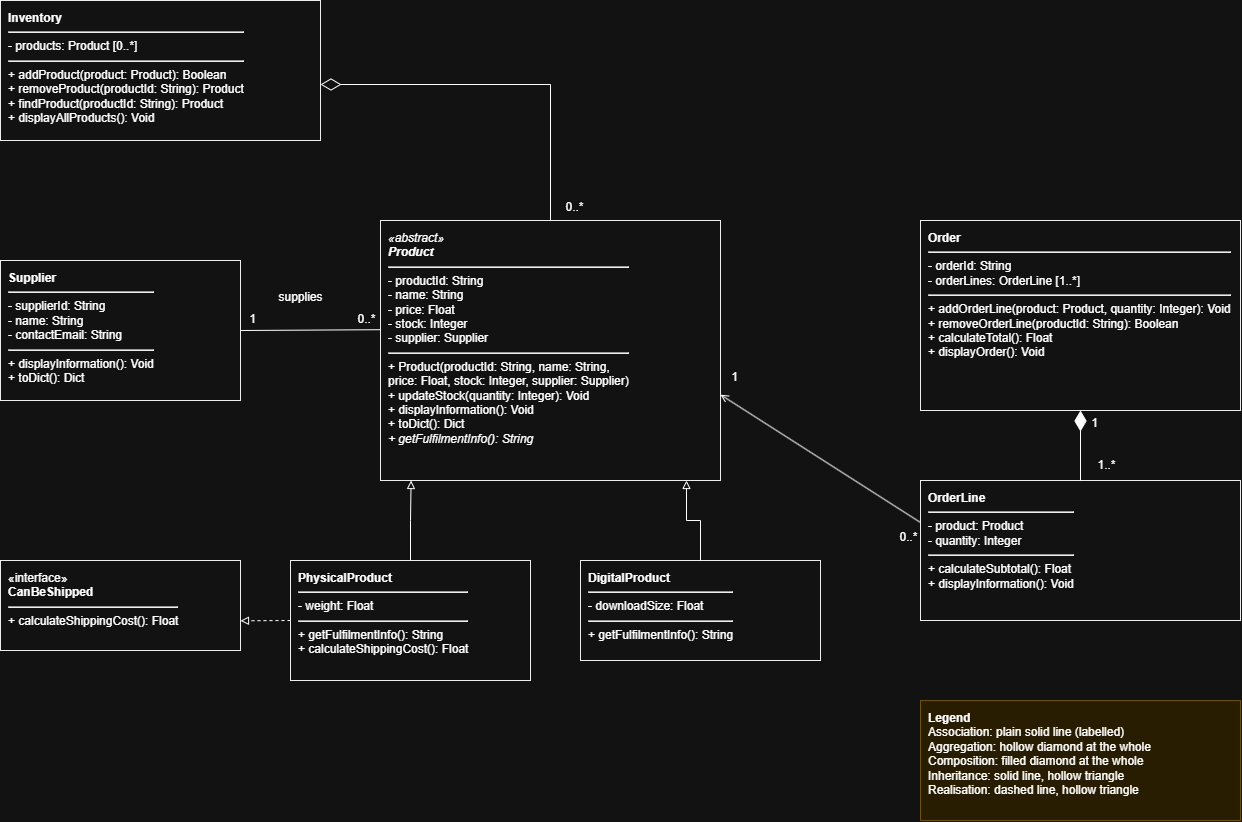 Inventory
- products: Product [0..*]
+ addProduct(product: Product): Boolean
+ removeProduct(productId: String): Product
+ findProduct(productId: String): Product
+ displayAllProducts(): Void
0..*
Supplier
- supplierId: String
- name: String
- contactEmail: String
+ displayInformation(): Void
+ toDict(): Dict
supplies
1
0..*
«abstract»
Product
- productId: String
- name: String
- price: Float
- stock: Integer
- supplier: Supplier
+ Product(productId: String, name: String,
price: Float, stock: Integer, supplier: Supplier)
+ updateStock(quantity: Integer): Void
+ displayInformation(): Void
+ toDict(): Dict
+ getFulfilmentInfo(): String
1
Order
- orderId: String
- orderLines: OrderLine [1..*]
+ addOrderLine(product: Product, quantity: Integer): Void
+ removeOrderLine(productId: String): Boolean
+ calculateTotal(): Float
+ displayOrder(): Void
1
1..*
0..*
OrderLine
- product: Product
- quantity: Integer
+ calculateSubtotal(): Float
+ displayInformation(): Void
«interface»
CanBeShipped
+ calculateShippingCost(): Float
PhysicalProduct
- weight: Float
+ getFulfilmentInfo(): String
+ calculateShippingCost(): Float
DigitalProduct
- downloadSize: Float
+ getFulfilmentInfo(): String
Legend
Association: plain solid line (labelled)
Aggregation: hollow diamond at the whole
Composition: filled diamond at the whole
Inheritance: solid line, hollow triangle
Realisation: dashed line, hollow triangle